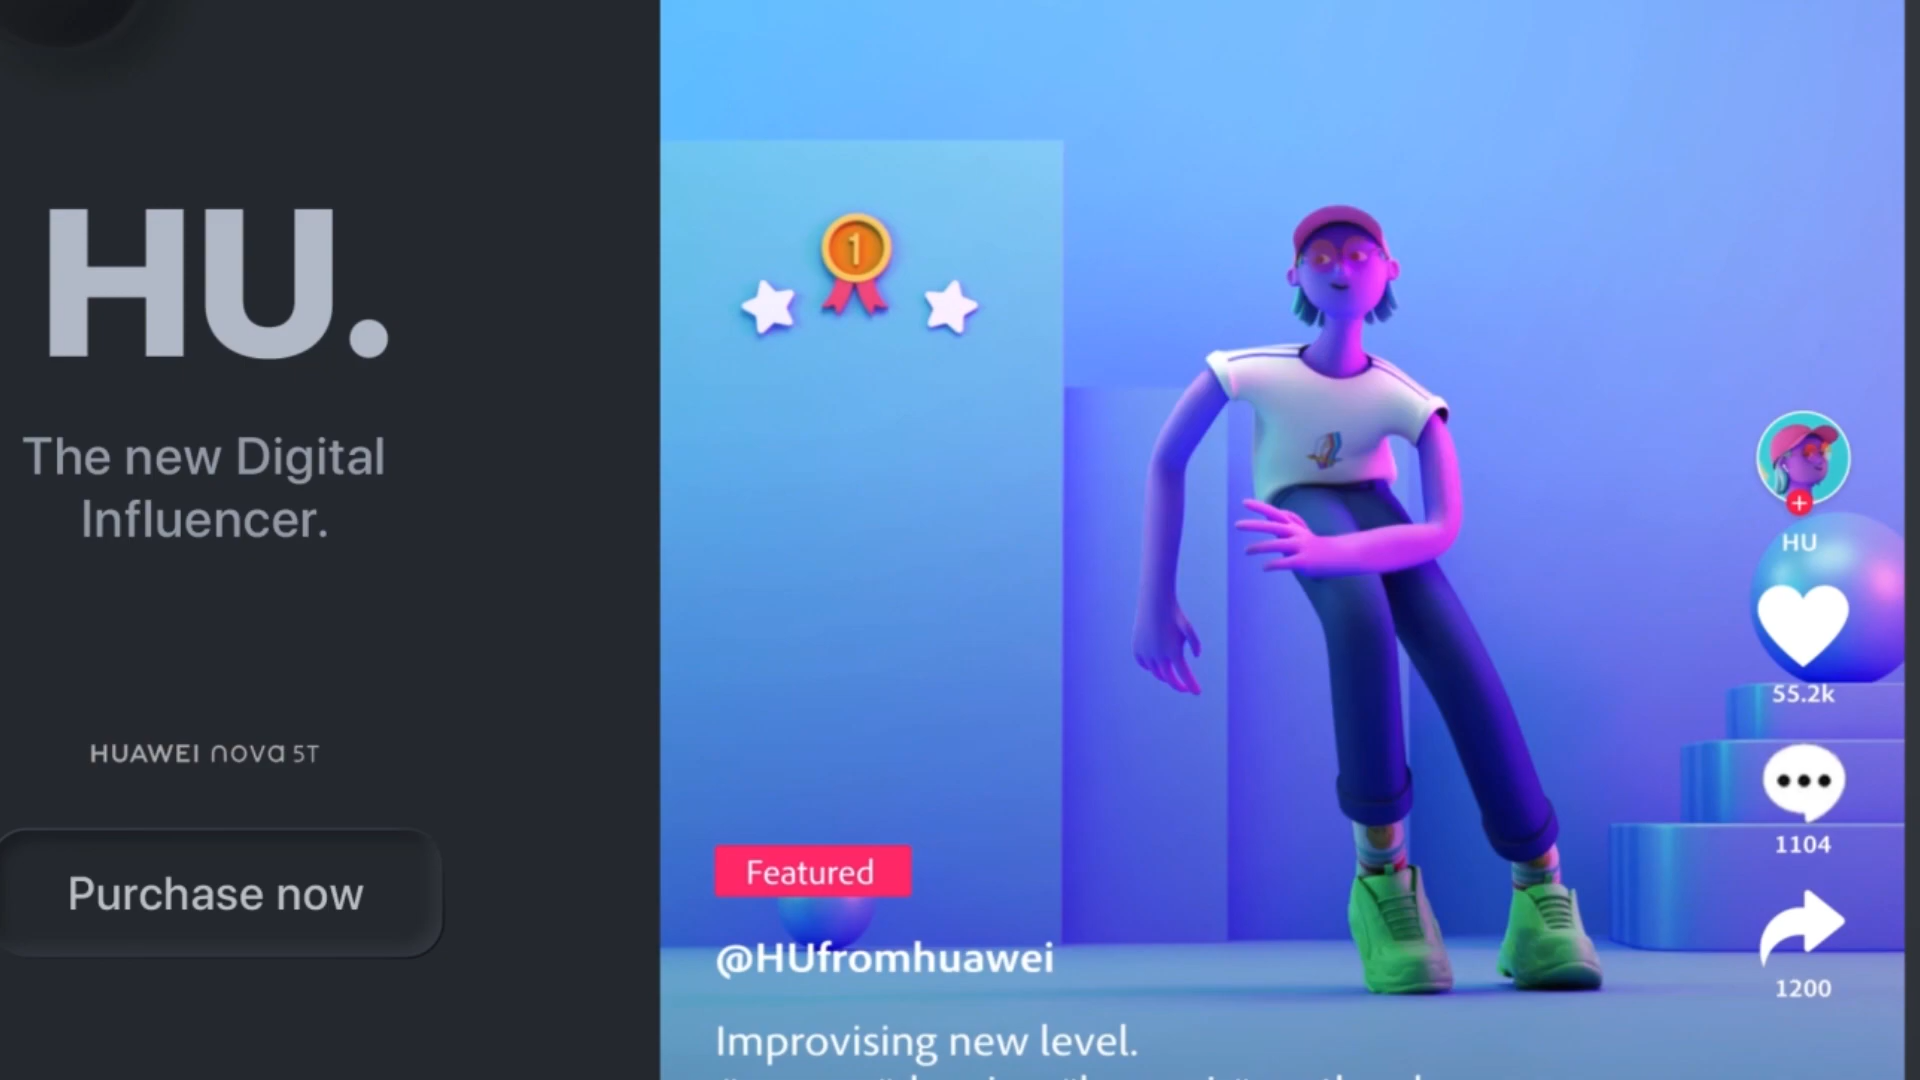 HU.
The new Digital
Influencer.
HUAWEI nova 5T
Purchase now
1
HU
55.2k
1104
1200
Featured
@HUfromhuawei
Improvising new level.